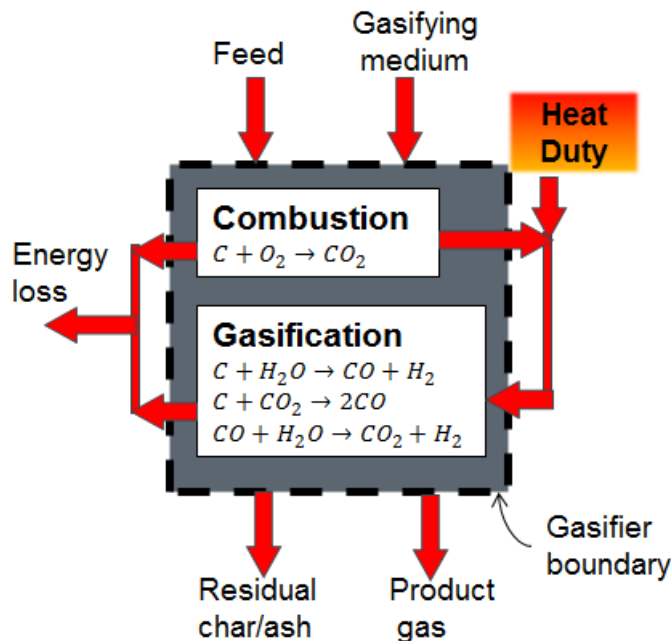 Feed
Gasifying
medium
Heat
Duty
Combustion
C + O₂ → CO₂
Energy
loss
Gasification
C + H₂O → CO + H₂
C + CO₂ → 2CO
CO + H₂O → CO₂ + H₂
Gasifier
boundary
Residual
char/ash
Product
gas